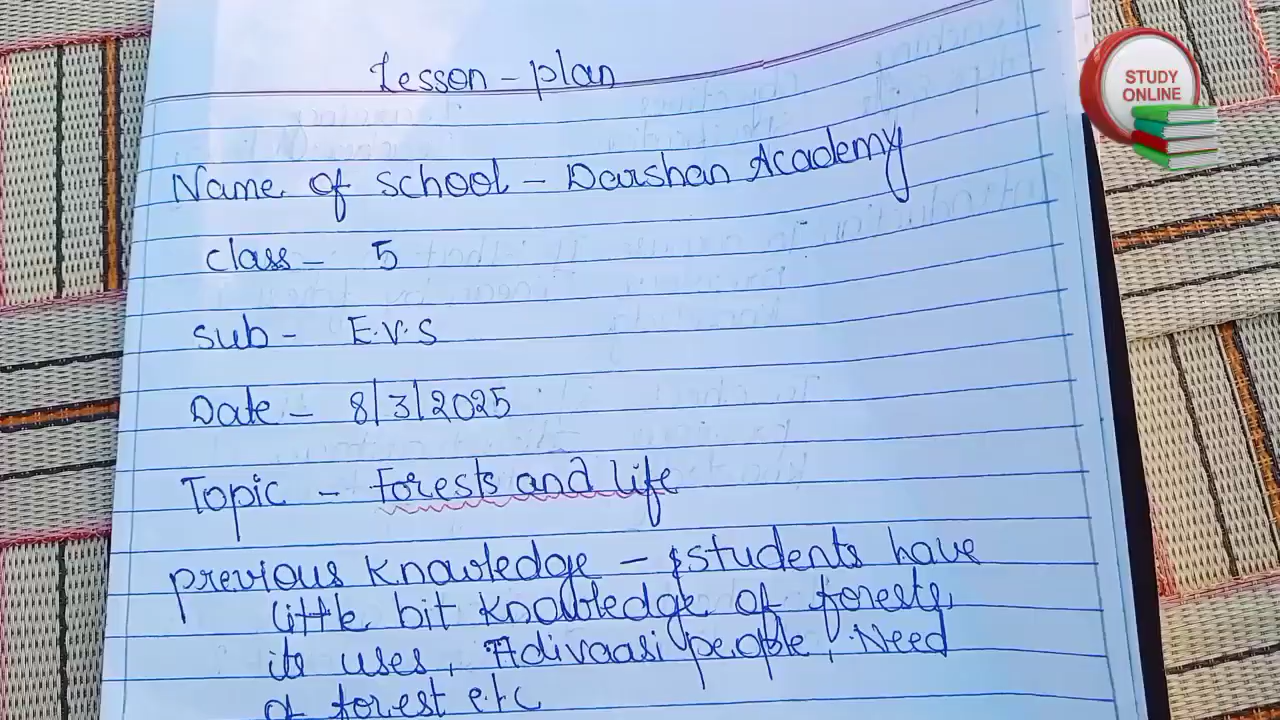 Lesson - plan
STUDY
ONLINE
Name of school - Darshan Academy
class - 5
sub - E.V.S
Date - 8/3/2025
Topic - Forests and life
previous knowledge - students have
little bit knowledge of forests,
its uses, Adivaasi people, Need
of forest etc